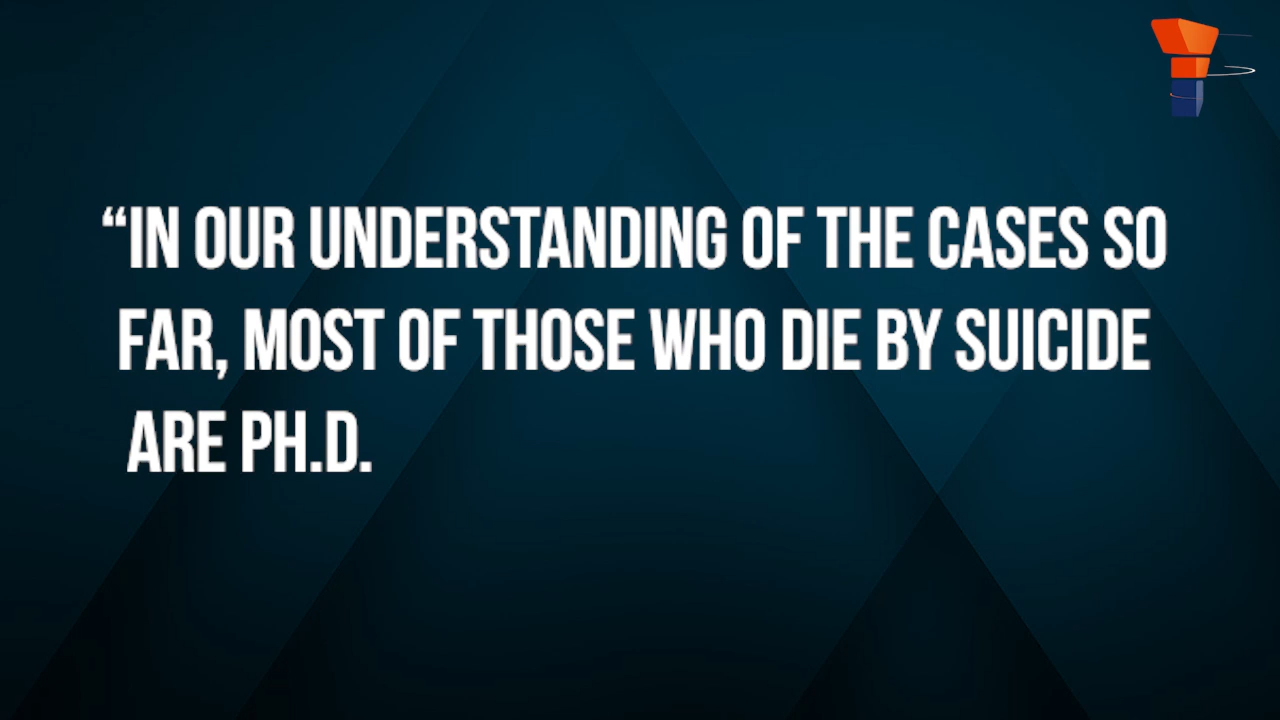 “IN OUR UNDERSTANDING OF THE CASES SO
FAR, MOST OF THOSE WHO DIE BY SUICIDE
ARE PH.D.